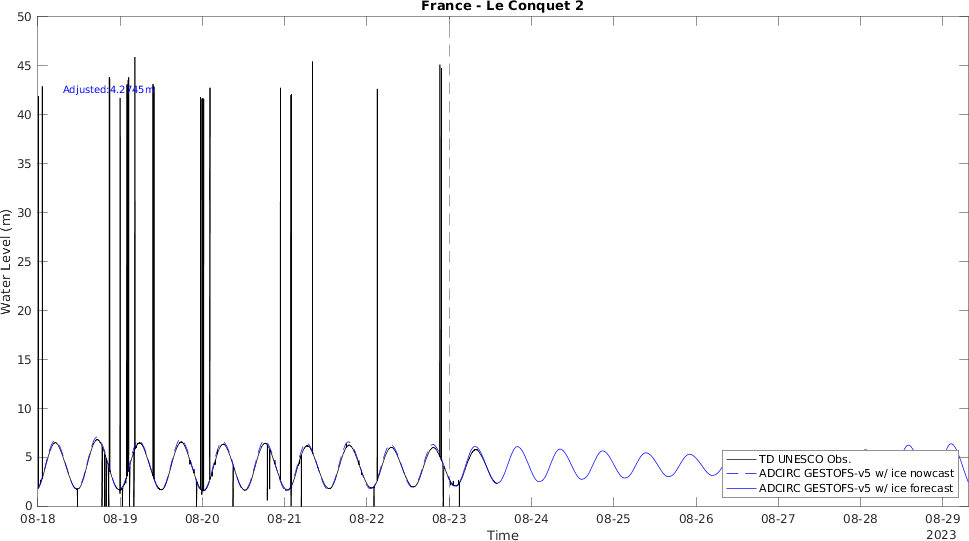 France - Le Conquet 2
50
45
40
35
30
25
20
15
10
5
0
Water Level (m)
Adjusted:4.2745m
TD UNESCO Obs.
ADCIRC GESTOFS-v5 w/ ice nowcast
ADCIRC GESTOFS-v5 w/ ice forecast
08-18 08-19 08-20 08-21 08-22 08-23 08-24 08-25 08-26 08-27 08-28 08-29
2023
Time